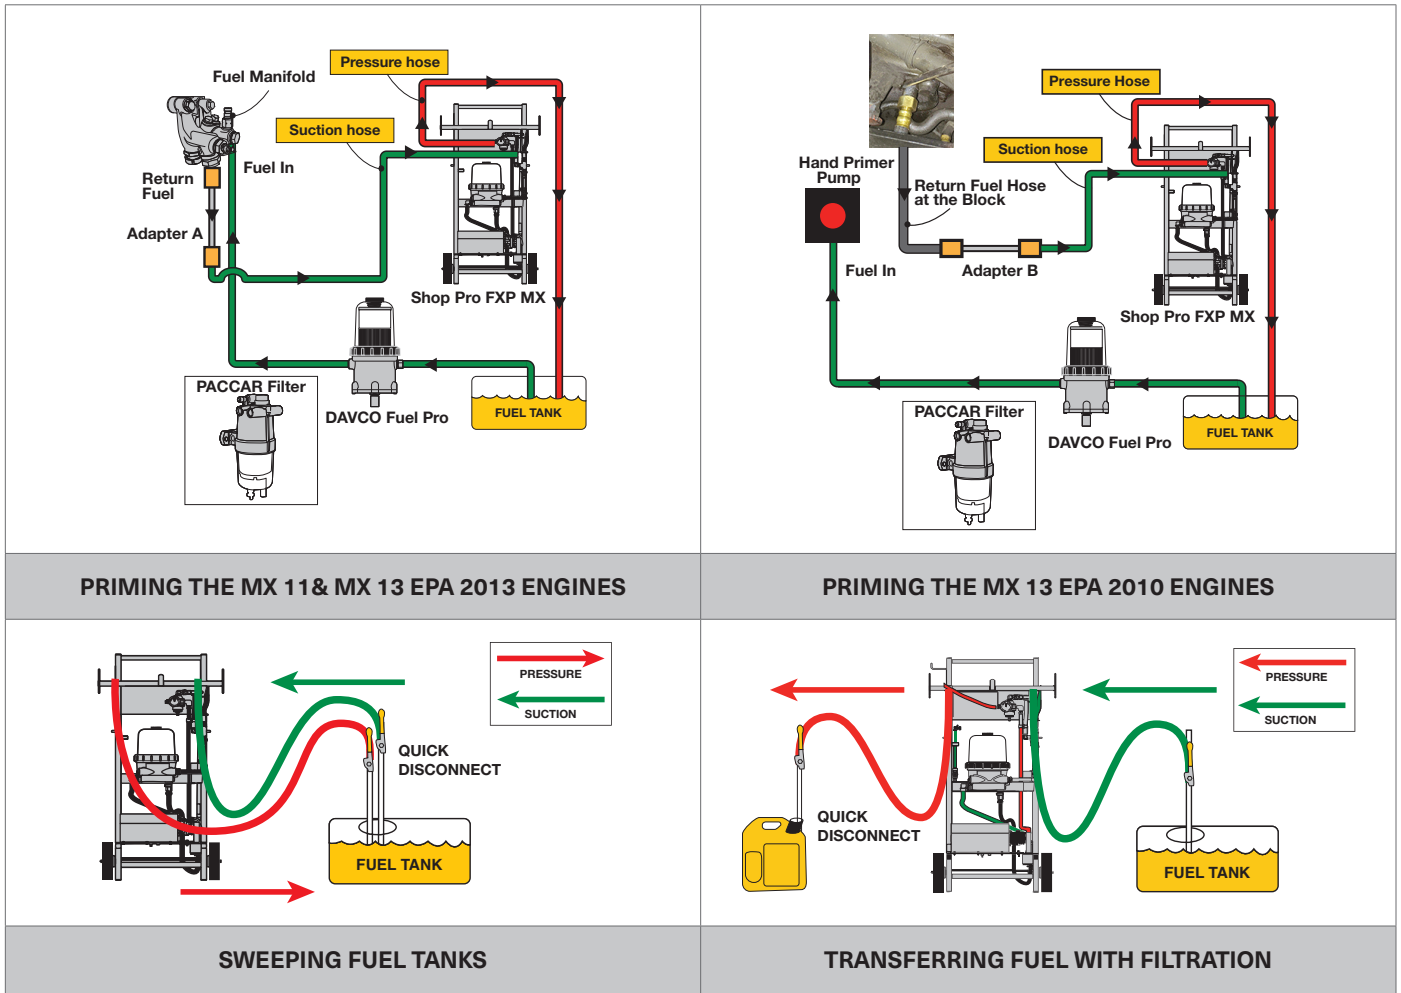 Pressure hose
Fuel Manifold
Suction hose
Fuel In
Return
Fuel
Adapter A
Shop Pro FXP MX
PACCAR Filter
DAVCO Fuel Pro
FUEL TANK
PRIMING THE MX 11& MX 13 EPA 2013 ENGINES
Pressure Hose
Suction hose
Hand Primer
Pump
Return Fuel Hose
at the Block
Fuel In
Adapter B
Shop Pro FXP MX
PACCAR Filter
DAVCO Fuel Pro
FUEL TANK
PRIMING THE MX 13 EPA 2010 ENGINES
PRESSURE
SUCTION
QUICK
DISCONNECT
FUEL TANK
SWEEPING FUEL TANKS
PRESSURE
SUCTION
QUICK
DISCONNECT
FUEL TANK
TRANSFERRING FUEL WITH FILTRATION